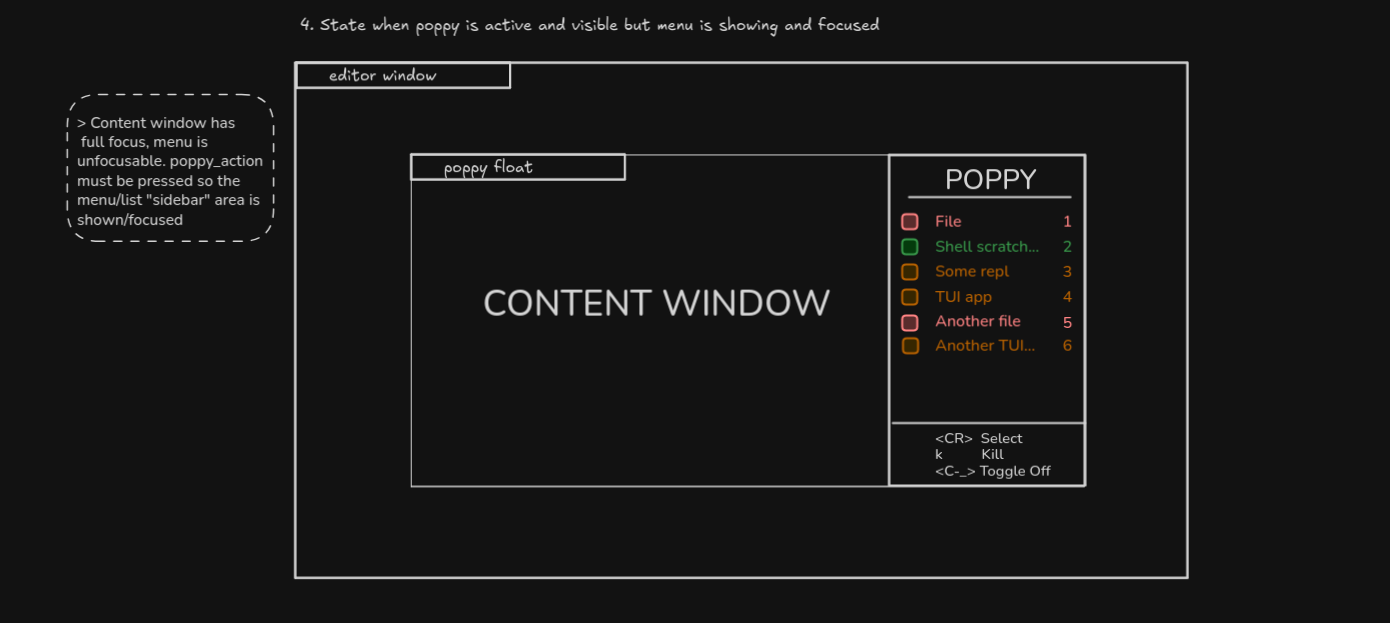 4. State when poppy is active and visible but menu is showing and focused
editor window
> Content window has
full focus, menu is
unfocusable. poppy_action
must be pressed so the
menu/list "sidebar" area is
shown/focused
poppy float
CONTENT WINDOW
POPPY
File 1
Shell scratch... 2
Some repl 3
TUI app 4
Another file 5
Another TUI... 6
<CR> Select
k Kill
<C-_> Toggle Off